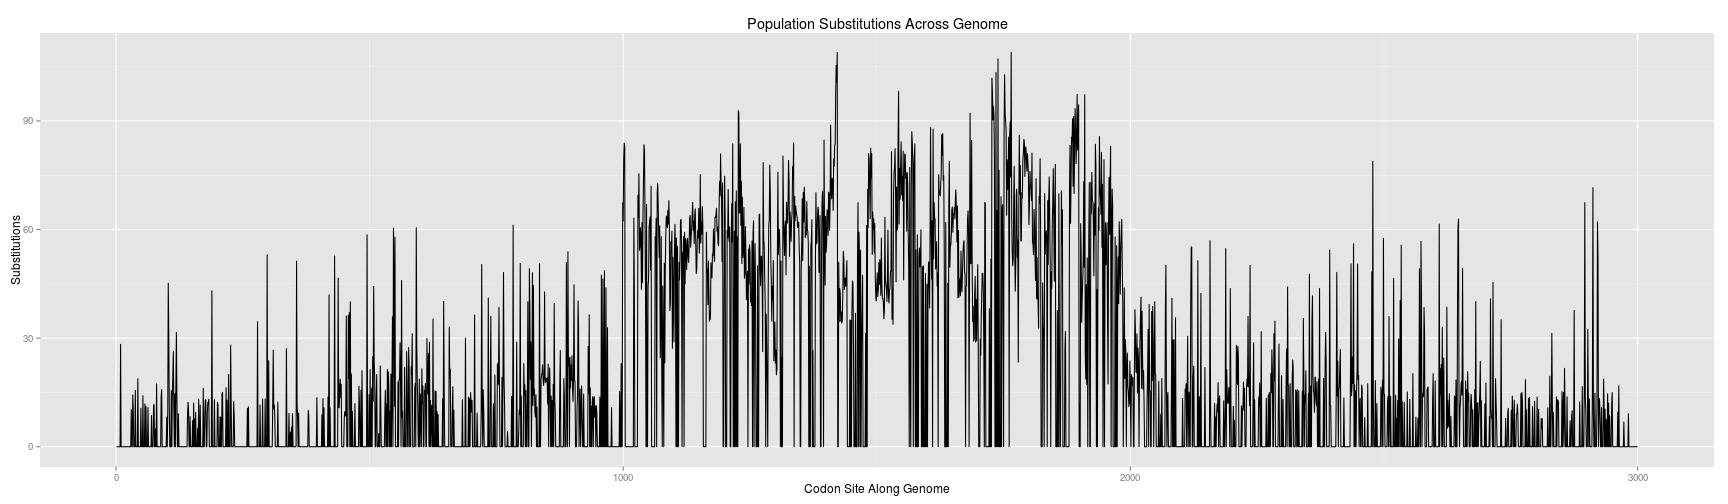 Population Substitutions Across Genome
Substitutions
90
60
30
0
0 1000 2000 3000
Codon Site Along Genome